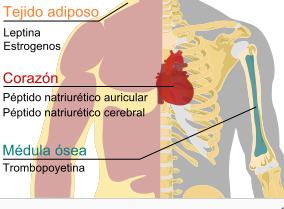 Tejido adiposo
Leptina
Estrogenos
Corazón
Péptido natriurético auricular
Péptido natriurético cerebral
Médula ósea
Trombopoyetina